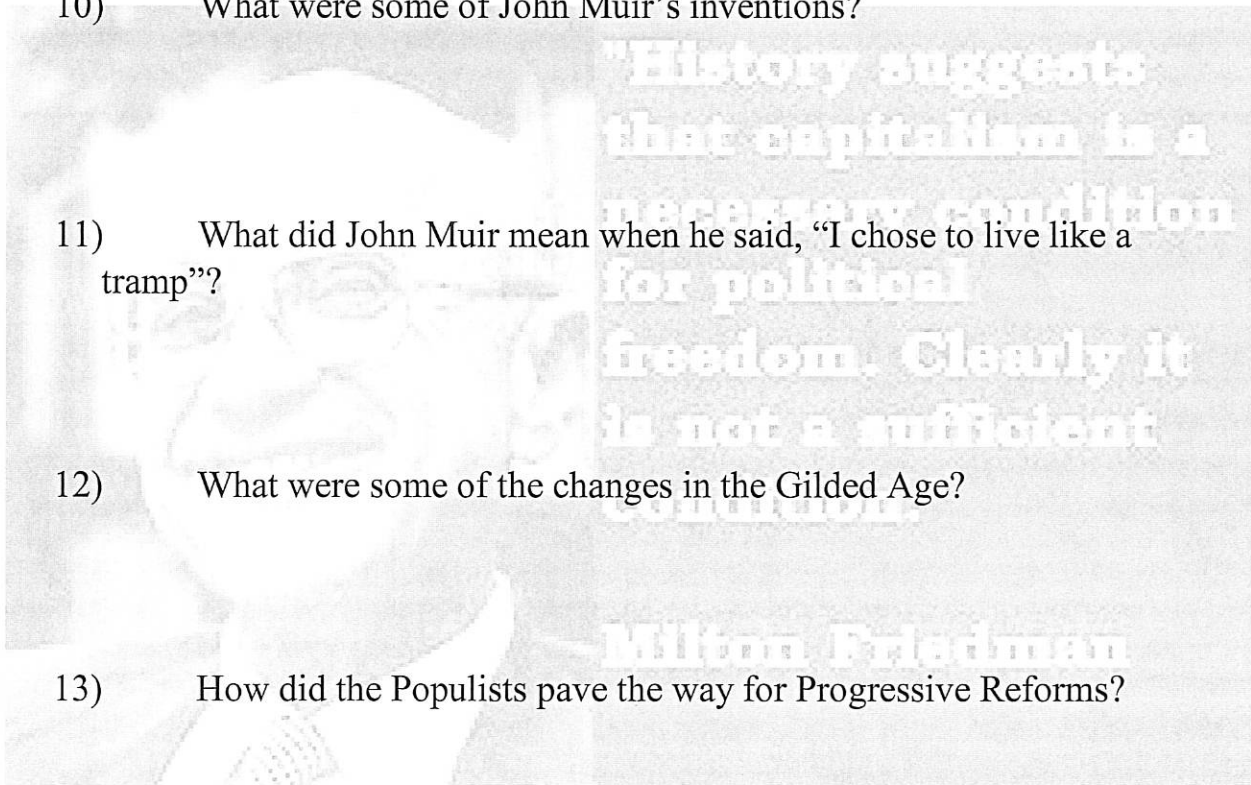 10) What were some of John Muir's inventions?
"History suggests
that capitalism is a
necessary condition
11) What did John Muir mean when he said, “I chose to live like a
tramp”?
for political
freedom. Clearly it
is not a sufficient
12) What were some of the changes in the Gilded Age?
condition.
Milton Friedman
13) How did the Populists pave the way for Progressive Reforms?